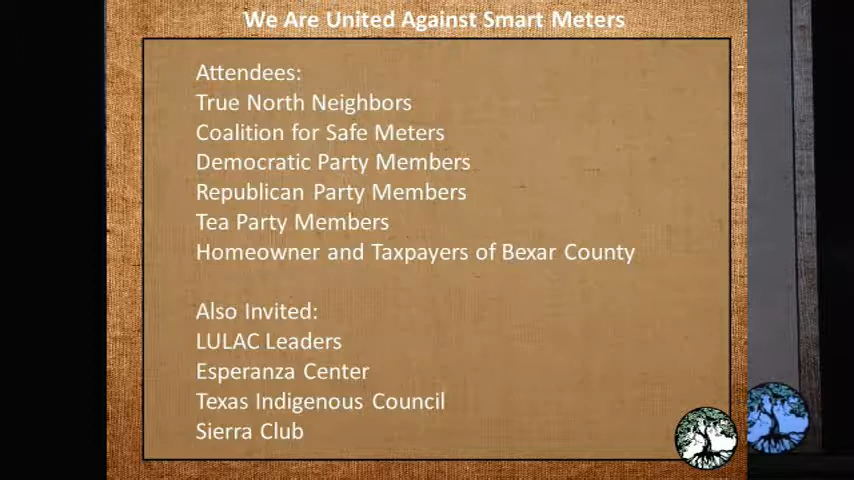 We Are United Against Smart Meters
Attendees:
True North Neighbors
Coalition for Safe Meters
Democratic Party Members
Republican Party Members
Tea Party Members
Homeowner and Taxpayers of Bexar County
Also Invited:
LULAC Leaders
Esperanza Center
Texas Indigenous Council
Sierra Club